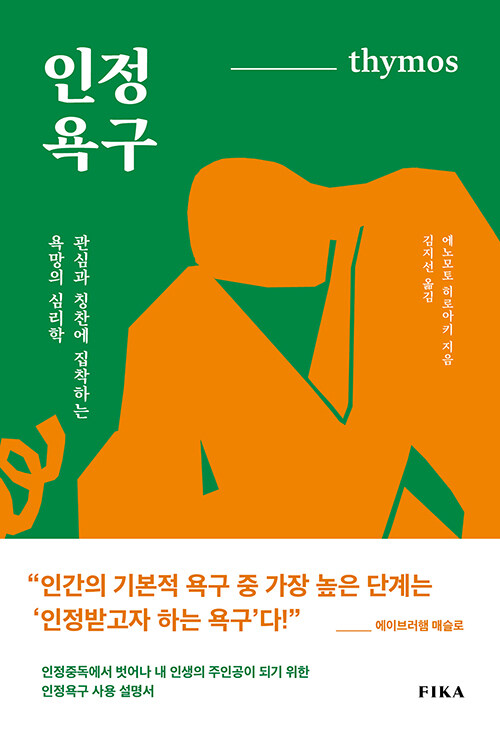 인정
욕구
thymos
관심과 칭찬에 집착하는
욕망의 심리학
에노모토 히로아키 지음
김지선 옮김
“인간의 기본적 욕구 중 가장 높은 단계는
‘인정받고자 하는 욕구’다!”
에이브러햄 매슬로
인정중독에서 벗어나 내 인생의 주인공이 되기 위한
인정욕구 사용 설명서
FIKA